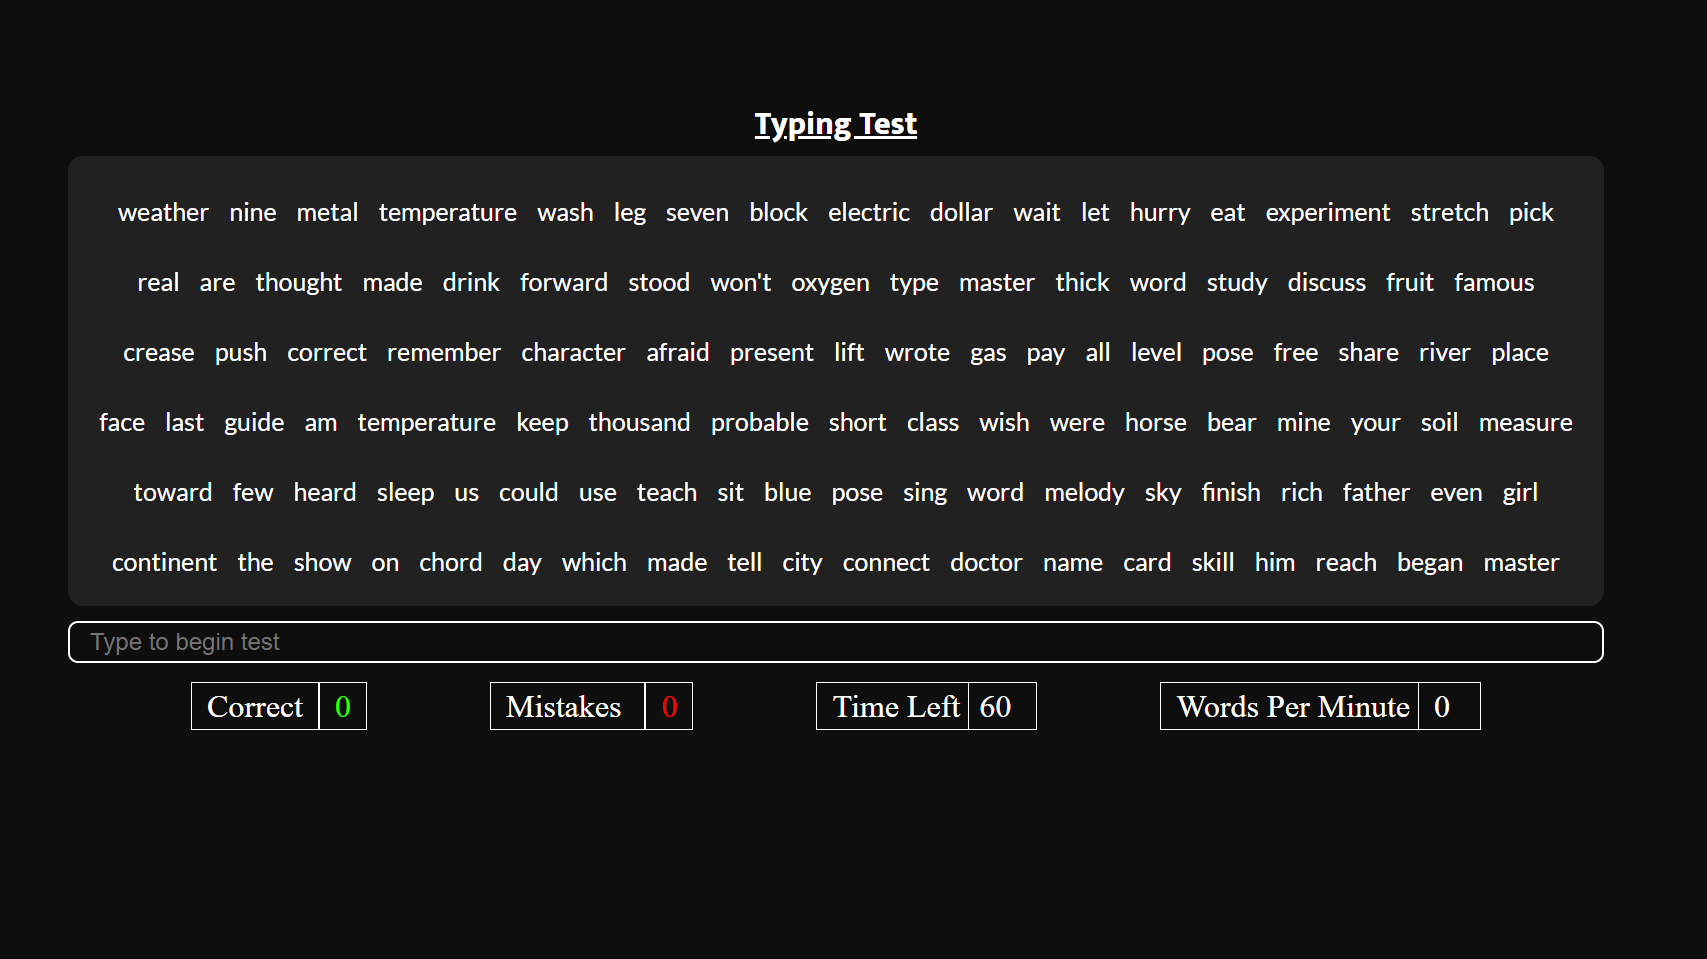 Typing Test
weather nine metal temperature wash leg seven block electric dollar wait let hurry eat experiment stretch pick
real are thought made drink forward stood won't oxygen type master thick word study discuss fruit famous
crease push correct remember character afraid present lift wrote gas pay all level pose free share river place
face last guide am temperature keep thousand probable short class wish were horse bear mine your soil measure
toward few heard sleep us could use teach sit blue pose sing word melody sky finish rich father even girl
continent the show on chord day which made tell city connect doctor name card skill him reach began master
Type to begin test
Correct 0 Mistakes 0 Time Left 60 Words Per Minute 0